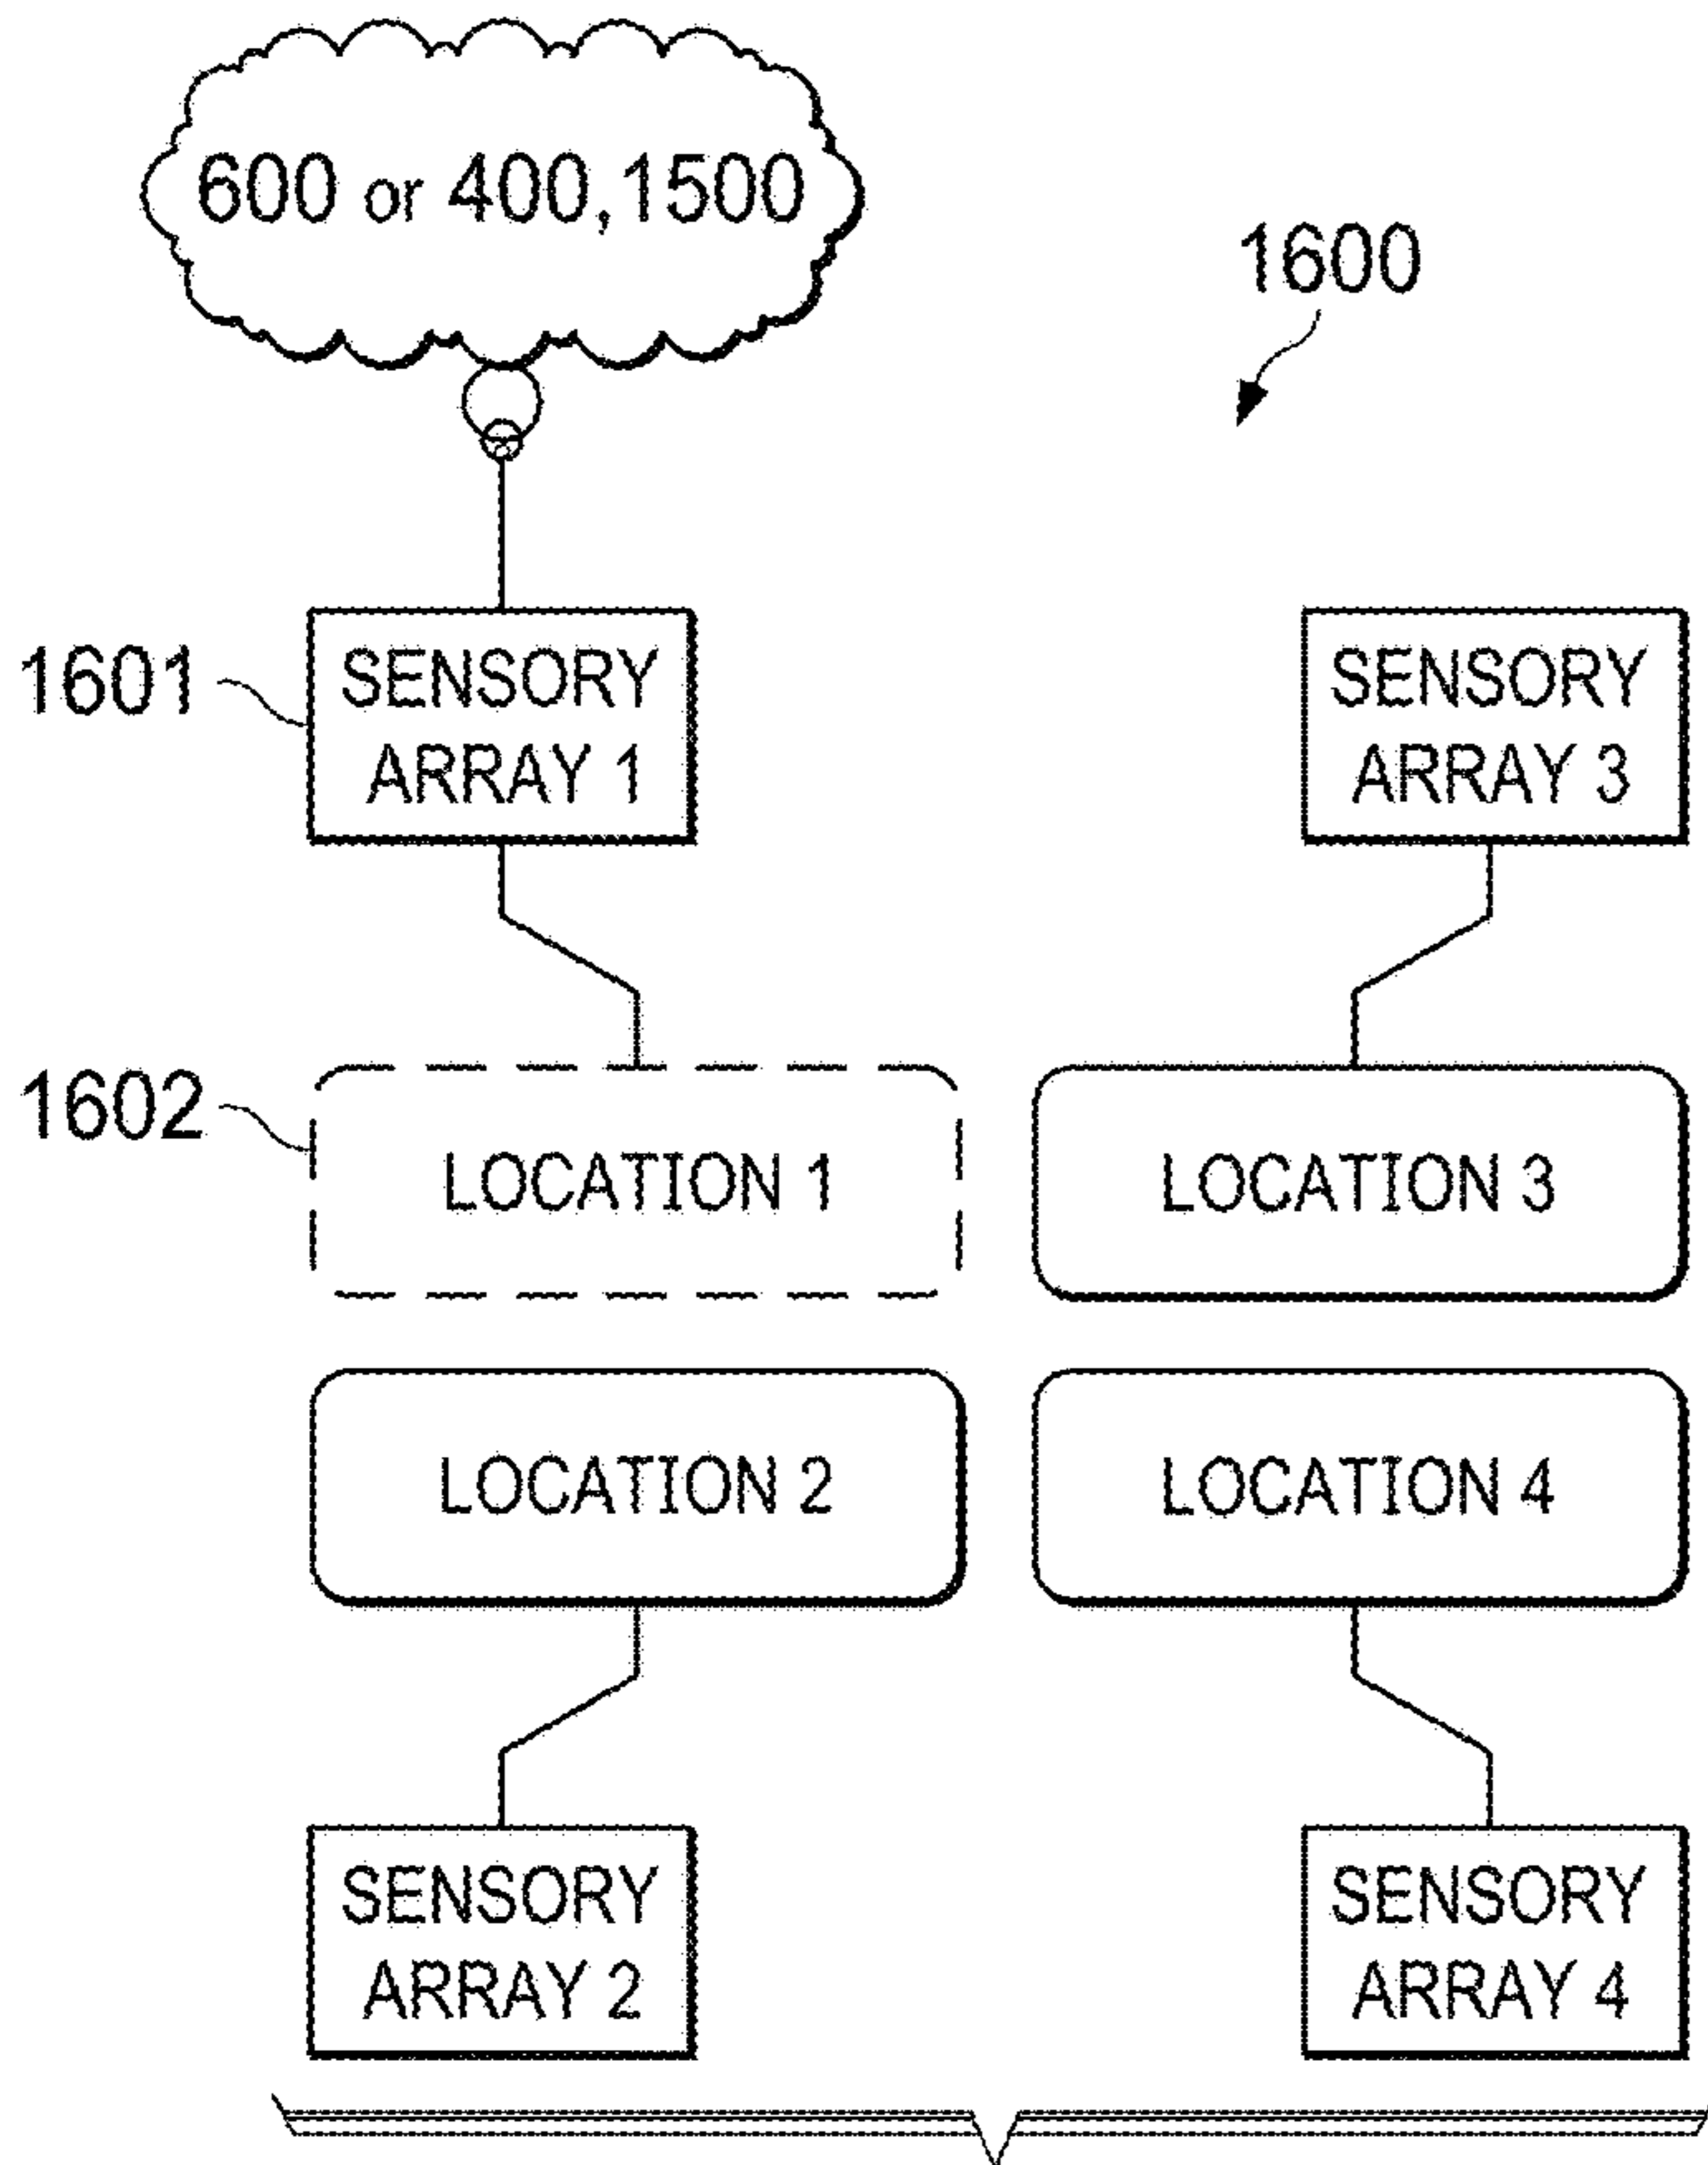 600 or 400,1500
1600
1601
SENSORY
ARRAY 1
SENSORY
ARRAY 3
1602
LOCATION 1
LOCATION 3
LOCATION 2
LOCATION 4
SENSORY
ARRAY 2
SENSORY
ARRAY 4